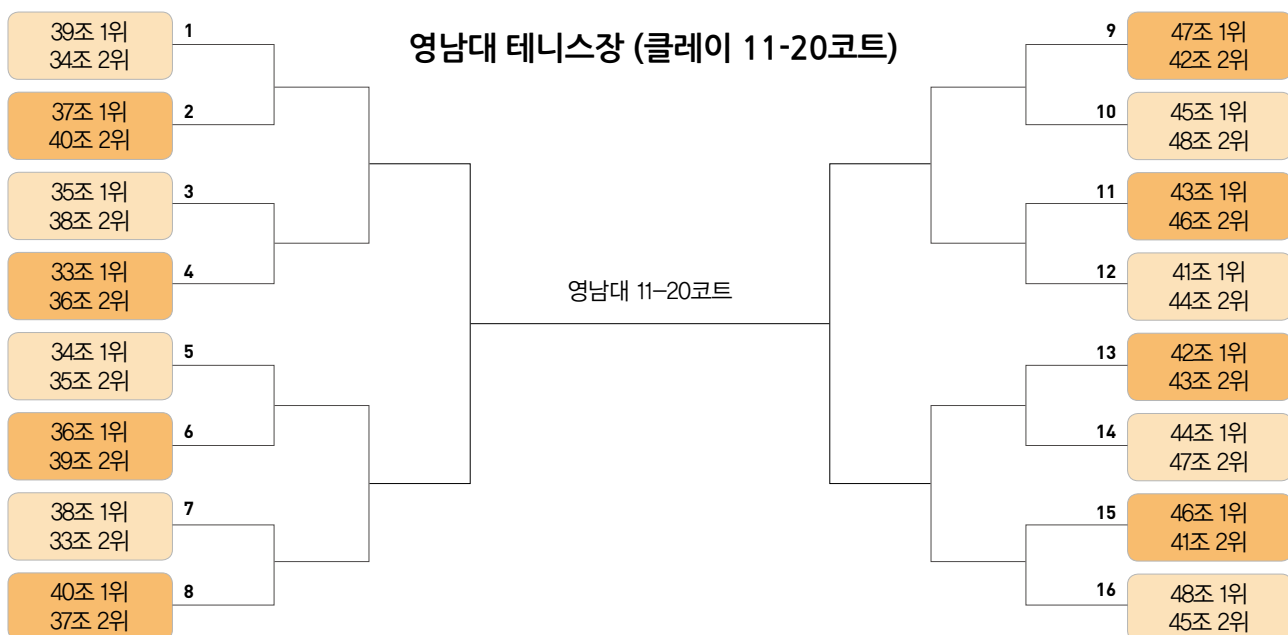 영남대 테니스장 (클레이 11-20코트)
39조 1위
34조 2위
1
37조 1위
40조 2위
2
35조 1위
38조 2위
3
33조 1위
36조 2위
4
34조 1위
35조 2위
5
36조 1위
39조 2위
6
38조 1위
33조 2위
7
40조 1위
37조 2위
8
영남대 11-20코트
9
47조 1위
42조 2위
10
45조 1위
48조 2위
11
43조 1위
46조 2위
12
41조 1위
44조 2위
13
42조 1위
43조 2위
14
44조 1위
47조 2위
15
46조 1위
41조 2위
16
48조 1위
45조 2위